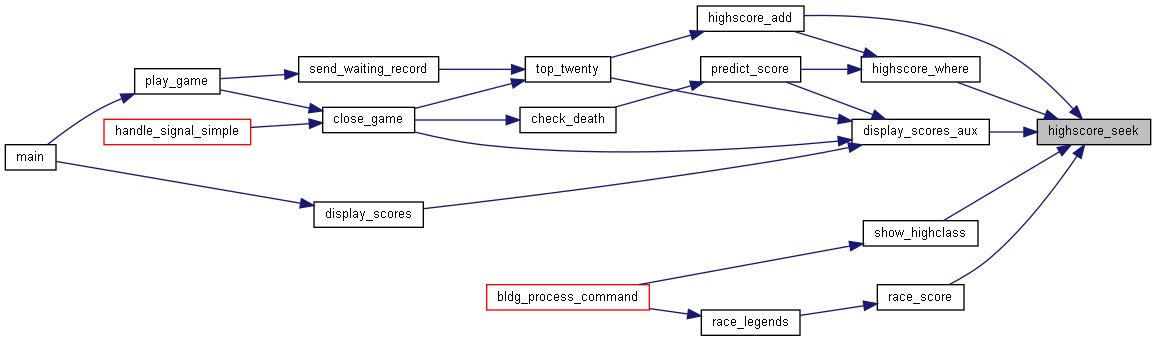 highscore_add
play_game
send_waiting_record
top_twenty
predict_score
highscore_where
handle_signal_simple
close_game
check_death
display_scores_aux
highscore_seek
main
display_scores
show_highclass
bldg_process_command
race_score
race_legends